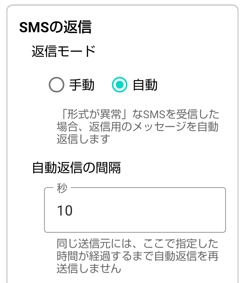 SMSの返信
返信モード
手動 自動
「形式が異常」なSMSを受信した
場合、返信用のメッセージを自動
返信します
自動返信の間隔
秒
10
同じ送信元には、ここで指定した
時間が経過するまで自動返信を再
送信しません